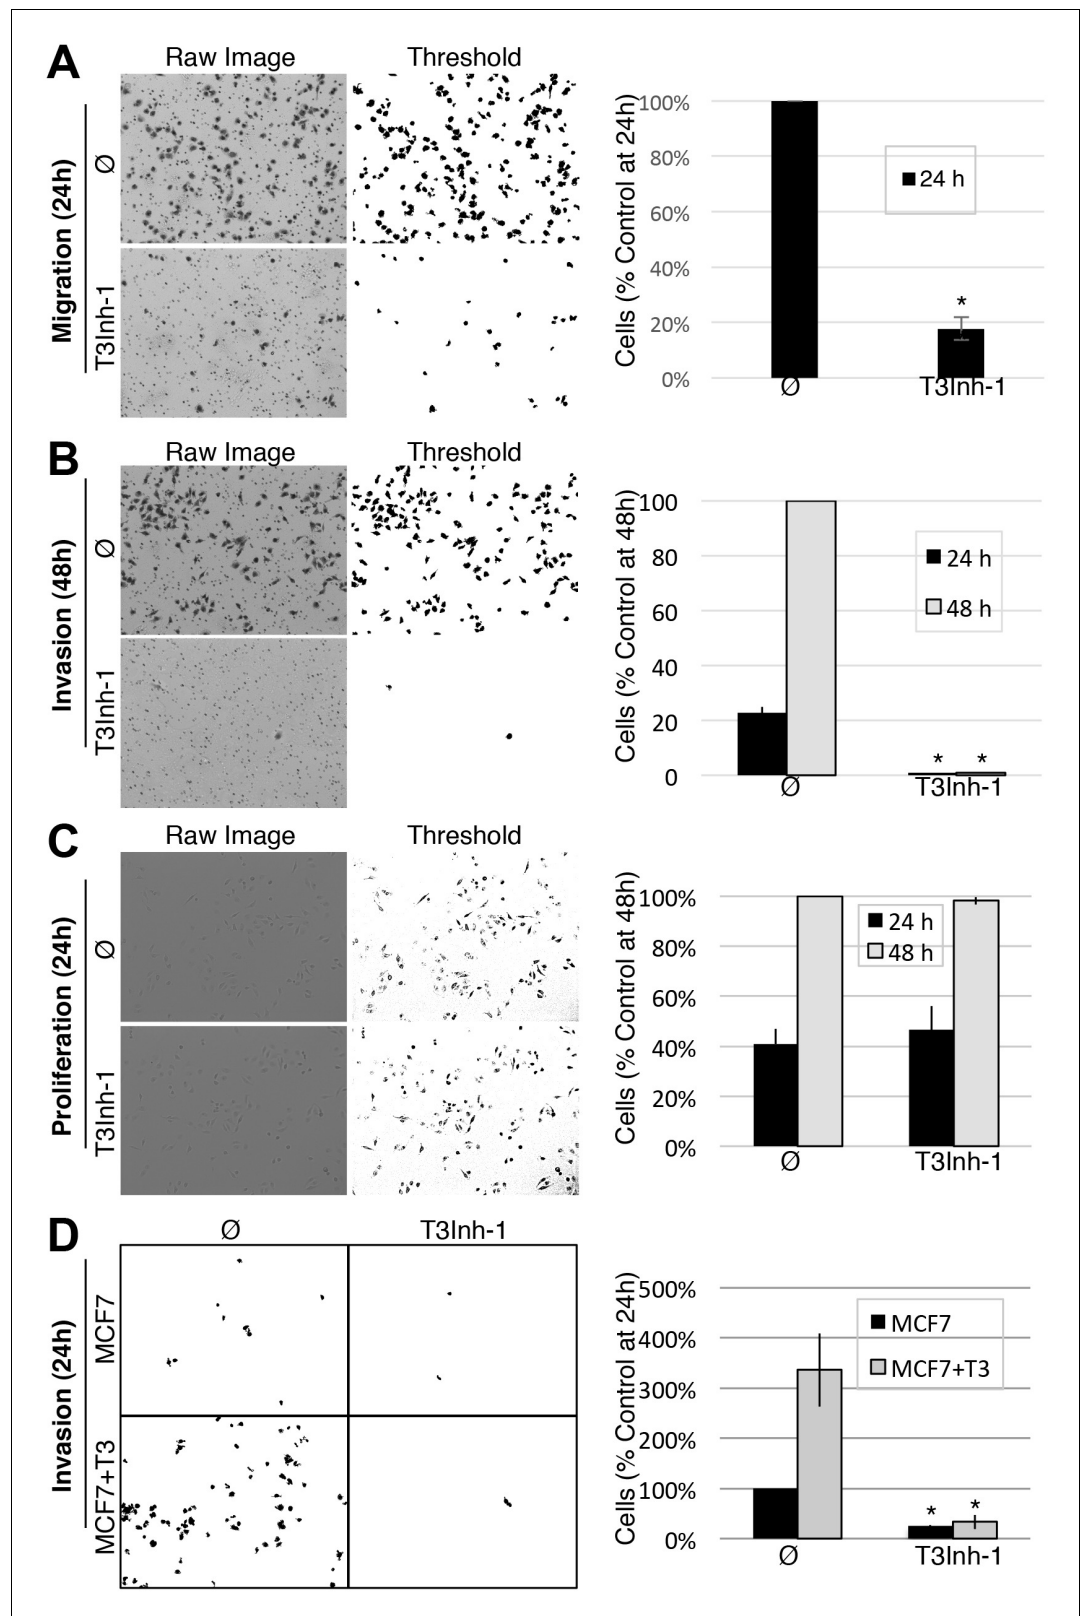 A
Raw Image Threshold
Migration (24h)
Ø
T3Inh-1
Cells (% Control at 24h)
100%
80%
60%
40%
20%
0%
24 h
*
Ø T3Inh-1
B
Raw Image Threshold
Invasion (48h)
Ø
T3Inh-1
Cells (% Control at 48h)
100
80
60
40
20
0
24 h
48 h
* *
Ø T3Inh-1
C
Raw Image Threshold
Proliferation (24h)
Ø
T3Inh-1
Cells (% Control at 48h)
100%
80%
60%
40%
20%
0%
24 h
48 h
Ø T3Inh-1
D
Ø T3Inh-1
Invasion (24h)
MCF7
MCF7+T3
Cells (% Control at 24h)
500%
400%
300%
200%
100%
0%
MCF7
MCF7+T3
* *
Ø T3Inh-1